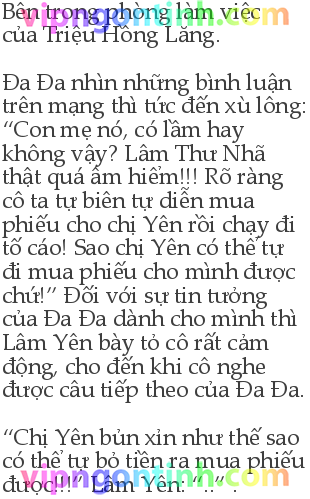 Bên trong phòng làm việc
vipngontinh.com
của Triệu Hồng Lăng.
Đa Đa nhìn những bình luận
trên mạng thì tức đến xù lông:
“Con mẹ nó, có lầm hay
không vậy? Lâm Thư Nhã
thật quá âm hiểm!!! Rõ ràng
cô ta tự biên tự diễn mua
phiếu cho chị Yên rồi chạy đi
tố cáo! Sao chị Yên có thể tự
đi mua phiếu cho mình được
chứ!” Đối với sự tin tưởng
của Đa Đa dành cho mình thì
Lâm Yên bày tỏ cô rất cảm
động, cho đến khi cô nghe
được câu tiếp theo của Đa Đa.
“Chị Yên bủn xỉn như thế sao
có thể tự bỏ tiền ra mua phiếu
vipngontinh.com
được!!” Lâm Yên: “..”